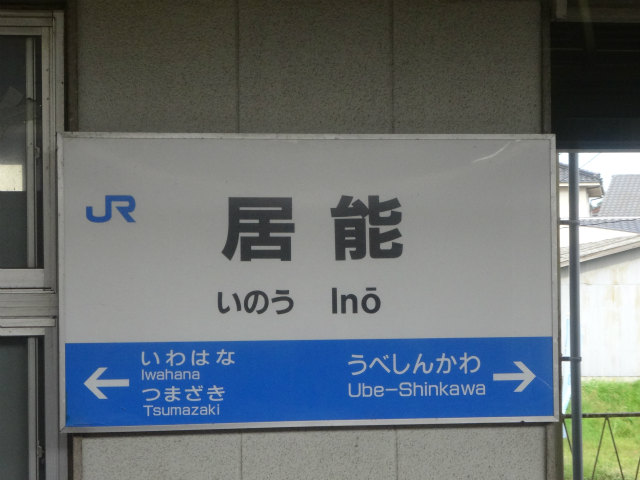 JR
居能
いのう Inō
いわはな
Iwahana
つまざき
Tsumazaki
うべしんかわ
Ube-Shinkawa